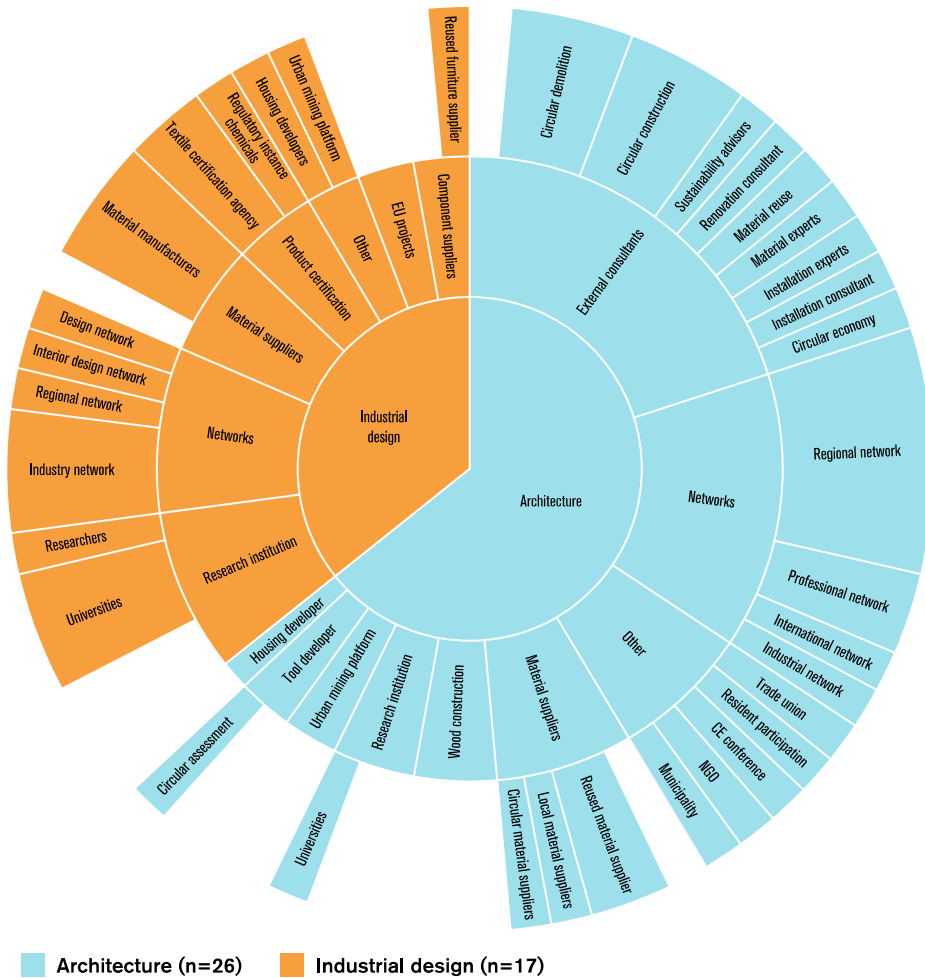 Reused furniture supplier
Urban mining platform
Housing developers
Regulatory instance
chemicals
Textile certification agency
Material manufacturers
Component suppliers
EU projects
Other
Product certification
Material suppliers
Design network
Interior design network
Regional network
Industry network
Networks
Researchers
Universities
Research institution
Industrial
design
Circular demolition
Circular construction
Sustainability advisors
Renovation consultant
Material reuse
Material experts
Installation experts
Installation consultant
Circular economy
External consultants
Regional network
Networks
Architecture
Professional network
International network
Industrial network
Trade union
Resident participation
CE conference
NGO
Municipality
Other
Material suppliers
Reused material supplier
Local material suppliers
Circular material suppliers
Wood construction
Research institution
Universities
Urban mining platform
Tool developer
Circular assessment
Housing developer
Architecture (n=26)
Industrial design (n=17)